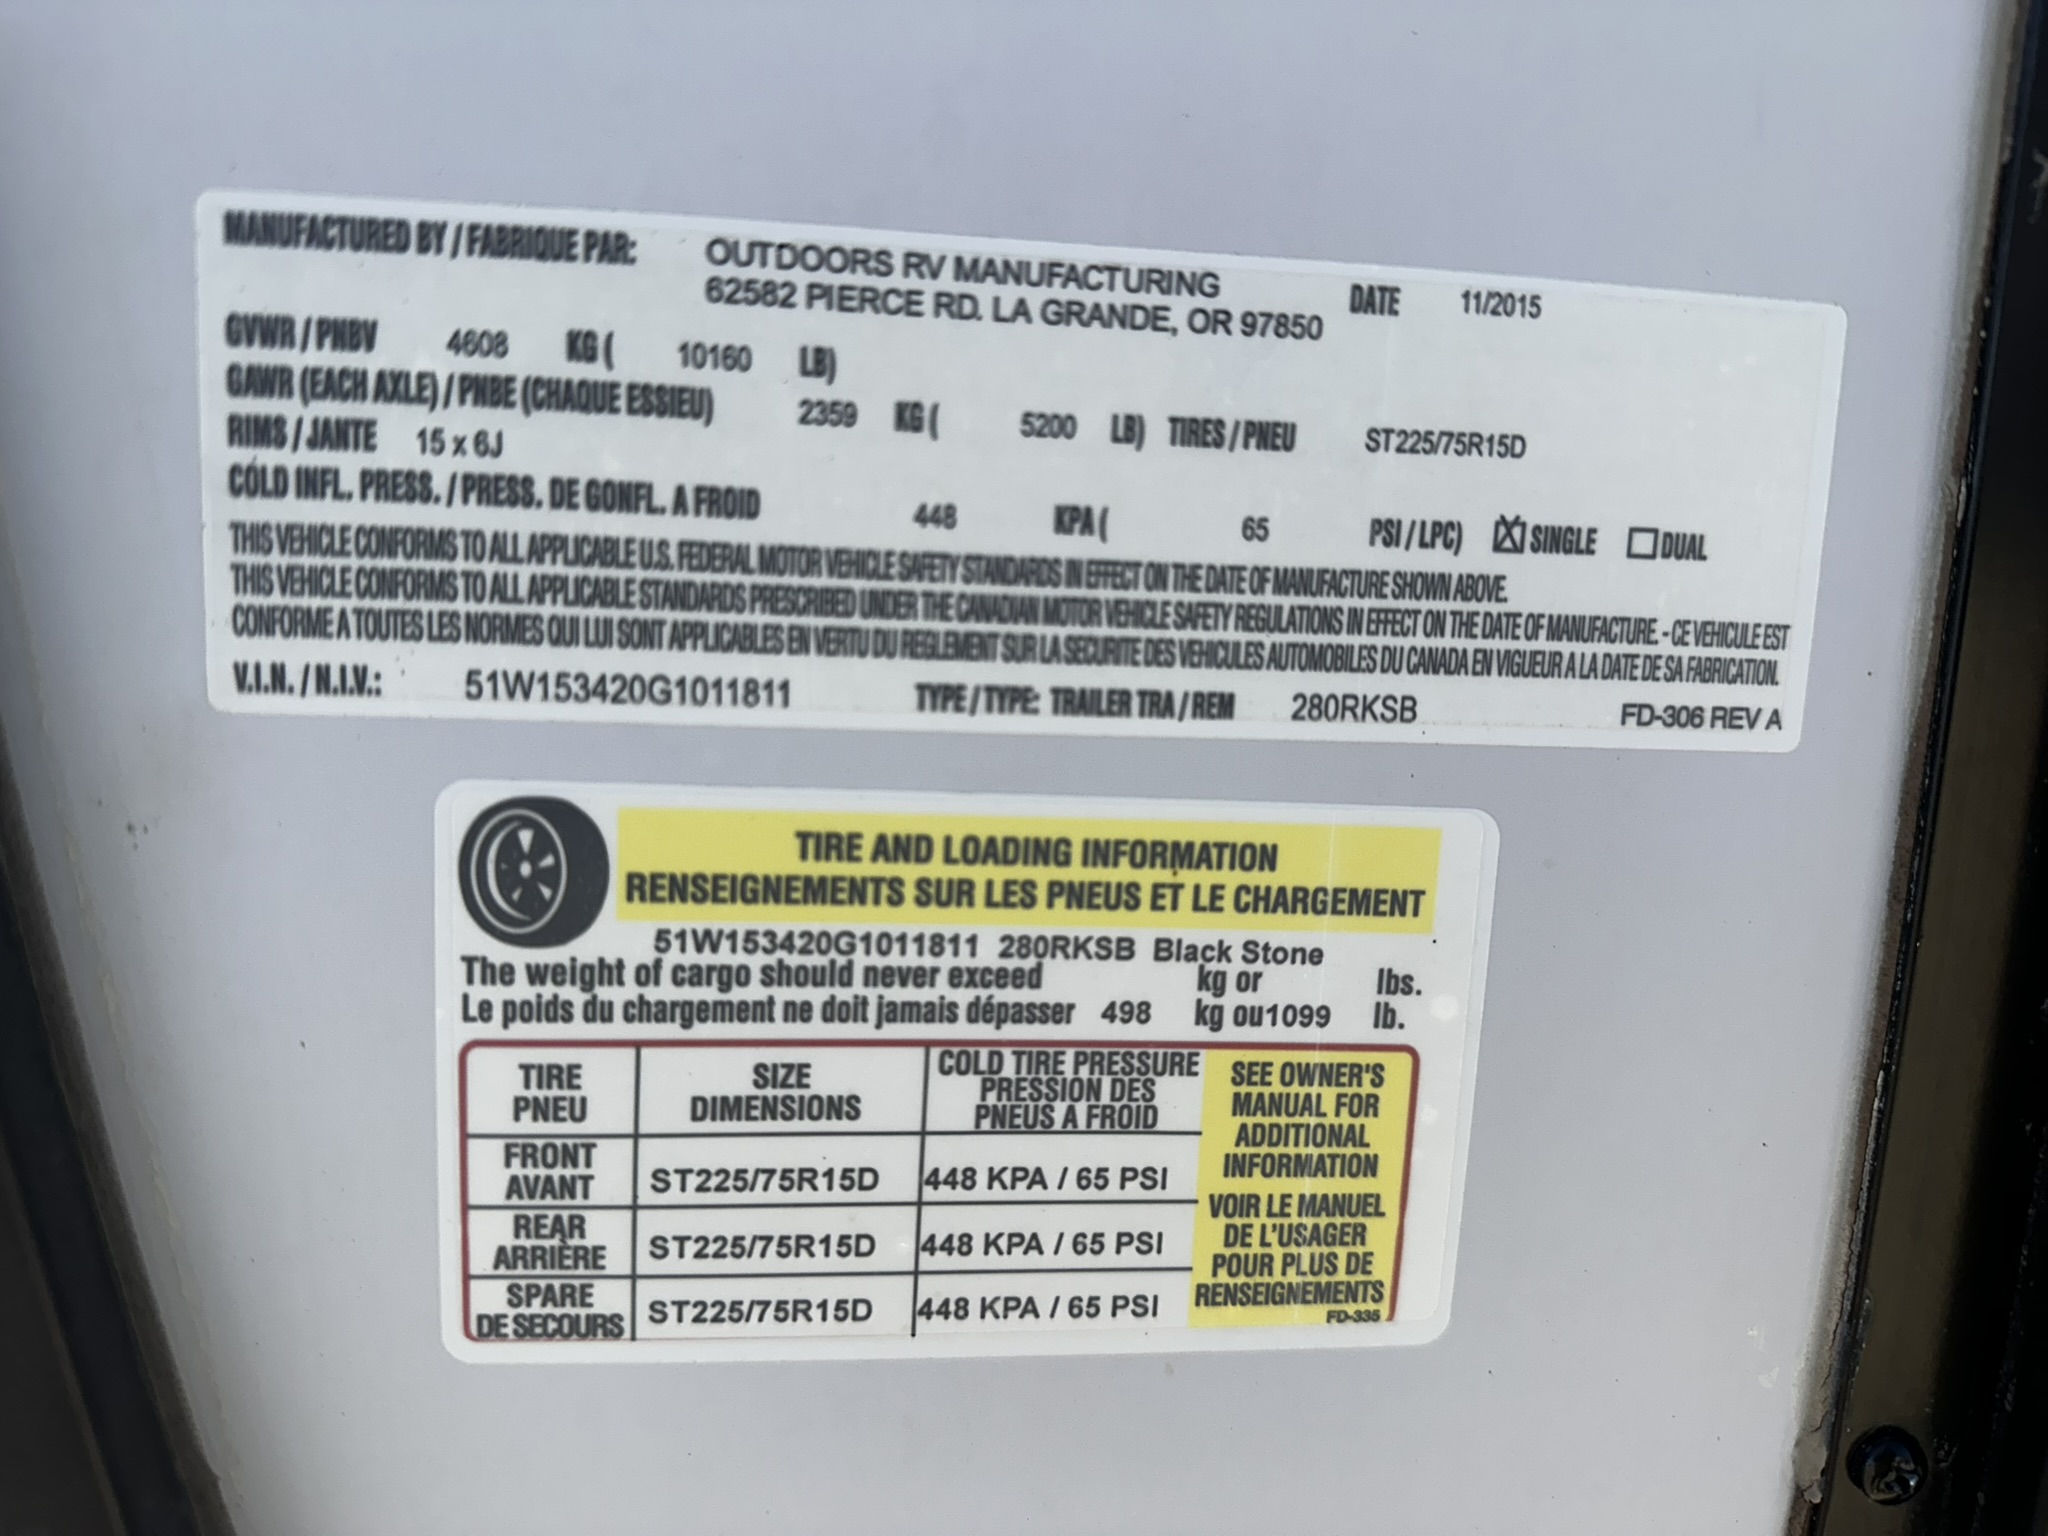 MANUFACTURED BY / FABRIQUE PAR: OUTDOORS RV MANUFACTURING
62582 PIERCE RD. LA GRANDE, OR 97850 DATE 11/2015
GVWR / PNBV 4608 KG ( 10160 LB)
GAWR (EACH AXLE) / PNBE (CHAQUE ESSIEU) 2359 KG ( 5200 LB) TIRES / PNEU ST225/75R15D
RIMS / JANTE 15 x 6J
COLD INFL. PRESS. / PRESS. DE GONFL. A FROID 448 KPA ( 65 PSI / LPC) ☒ SINGLE ☐ DUAL
THIS VEHICLE CONFORMS TO ALL APPLICABLE U.S. FEDERAL MOTOR VEHICLE SAFETY STANDARDS IN EFFECT ON THE DATE OF MANUFACTURE SHOWN ABOVE.
THIS VEHICLE CONFORMS TO ALL APPLICABLE STANDARDS PRESCRIBED UNDER THE CANADIAN MOTOR VEHICLE SAFETY REGULATIONS IN EFFECT ON THE DATE OF MANUFACTURE. - CE VEHICULE EST
CONFORME A TOUTES LES NORMES QUI LUI SONT APPLICABLES EN VERTU DU REGLEMENT SUR LA SECURITE DES VEHICULES AUTOMOBILES DU CANADA EN VIGUEUR A LA DATE DE SA FABRICATION.
V.I.N. / N.I.V.: 51W153420G1011811 TYPE / TYPE: TRAILER TRA / REM 280RKSB FD-306 REV A
TIRE AND LOADING INFORMATION
RENSEIGNEMENTS SUR LES PNEUS ET LE CHARGEMENT
51W153420G1011811 280RKSB Black Stone
The weight of cargo should never exceed kg or lbs.
Le poids du chargement ne doit jamais dépasser 498 kg ou 1099 lb.
TIRE
PNEU
SIZE
DIMENSIONS
COLD TIRE PRESSURE
PRESSION DES
PNEUS A FROID
FRONT
AVANT
ST225/75R15D
448 KPA / 65 PSI
REAR
ARRIÈRE
ST225/75R15D
448 KPA / 65 PSI
SPARE
DE SECOURS
ST225/75R15D
448 KPA / 65 PSI
SEE OWNER'S
MANUAL FOR
ADDITIONAL
INFORMATION
VOIR LE MANUEL
DE L'USAGER
POUR PLUS DE
RENSEIGNEMENTS
FD-335